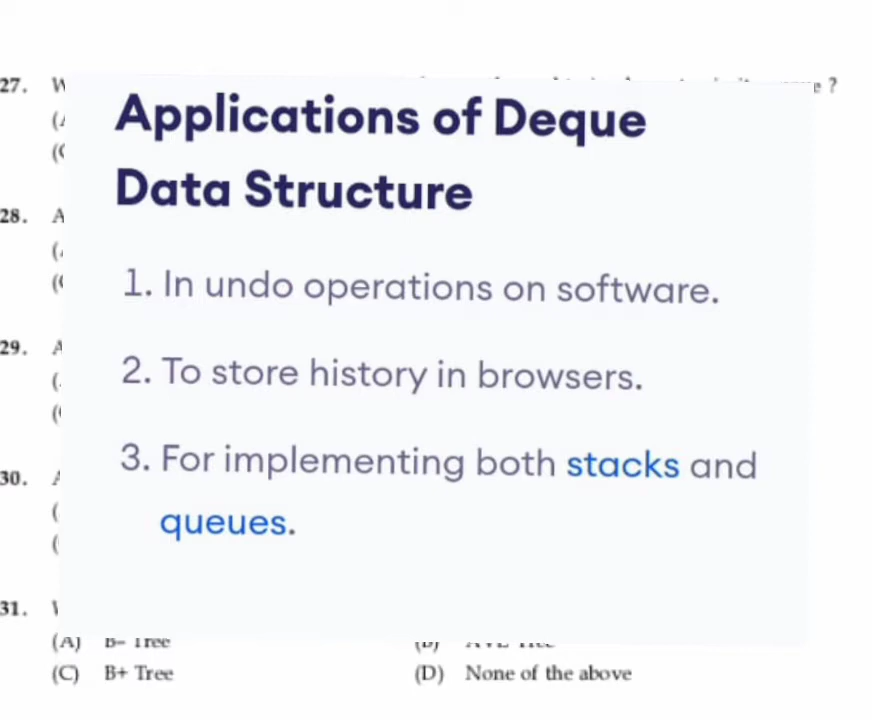 27.
Applications of Deque
Data Structure
28.
1. In undo operations on software.
29.
2. To store history in browsers.
30.
3. For implementing both stacks and
queues.
31.
(A) B– Tree
(C) B+ Tree (D) None of the above